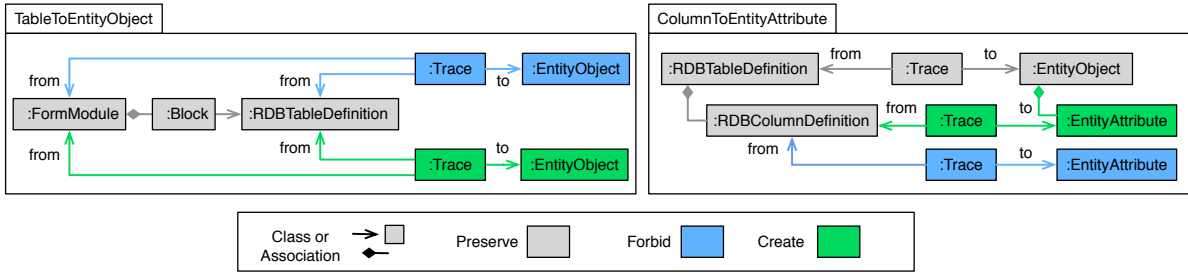 TableToEntityObject
from
from
:Trace
to
:EntityObject
:FormModule
:Block
:RDBTableDefinition
from
from
:Trace
to
:EntityObject
ColumnToEntityAttribute
:RDBTableDefinition
from
:Trace
to
:EntityObject
:RDBColumnDefinition
from
:Trace
to
:EntityAttribute
from
:Trace
to
:EntityAttribute
Class or
Association
Preserve
Forbid
Create